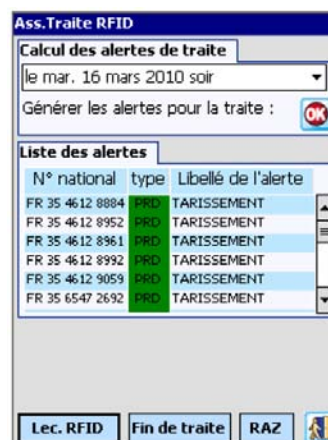 Ass.Traite RFID
Calcul des alertes de traite
le mar. 16 mars 2010 soir
Générer les alertes pour la traite :
OK
Liste des alertes
N° national type Libellé de l'alerte
FR 35 4612 8884 PRD TARISSEMENT
FR 35 4612 8952 PRD TARISSEMENT
FR 35 4612 8961 PRD TARISSEMENT
FR 35 4612 8992 PRD TARISSEMENT
FR 35 4612 9059 PRD TARISSEMENT
FR 35 6547 2692 PRD TARISSEMENT
Lec. RFID Fin de traite RAZ